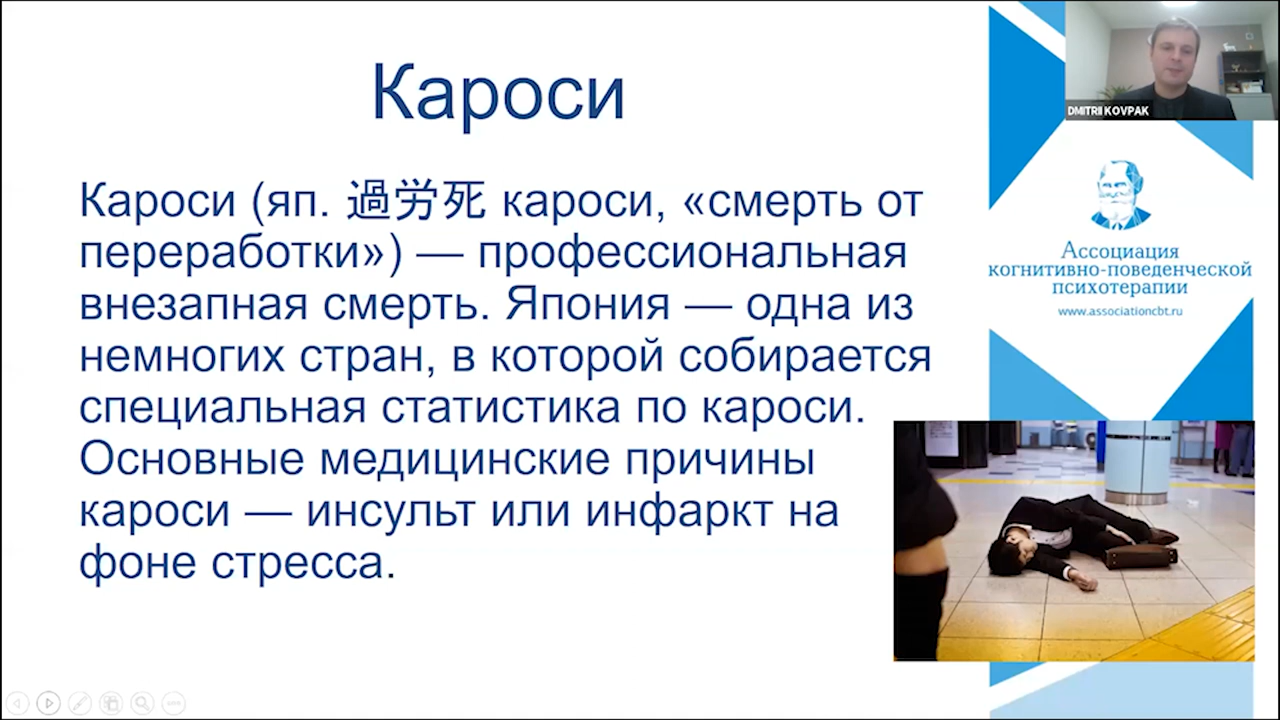 Кароси
Кароси (яп. 過労死 кароси, «смерть от
переработки») — профессиональная
внезапная смерть. Япония — одна из
немногих стран, в которой собирается
специальная статистика по кароси.
Основные медицинские причины
кароси — инсульт или инфаркт на
фоне стресса.
DMITRII KOVPAK
Ассоциация
когнитивно-поведенческой
психотерапии
www.associationcbt.ru